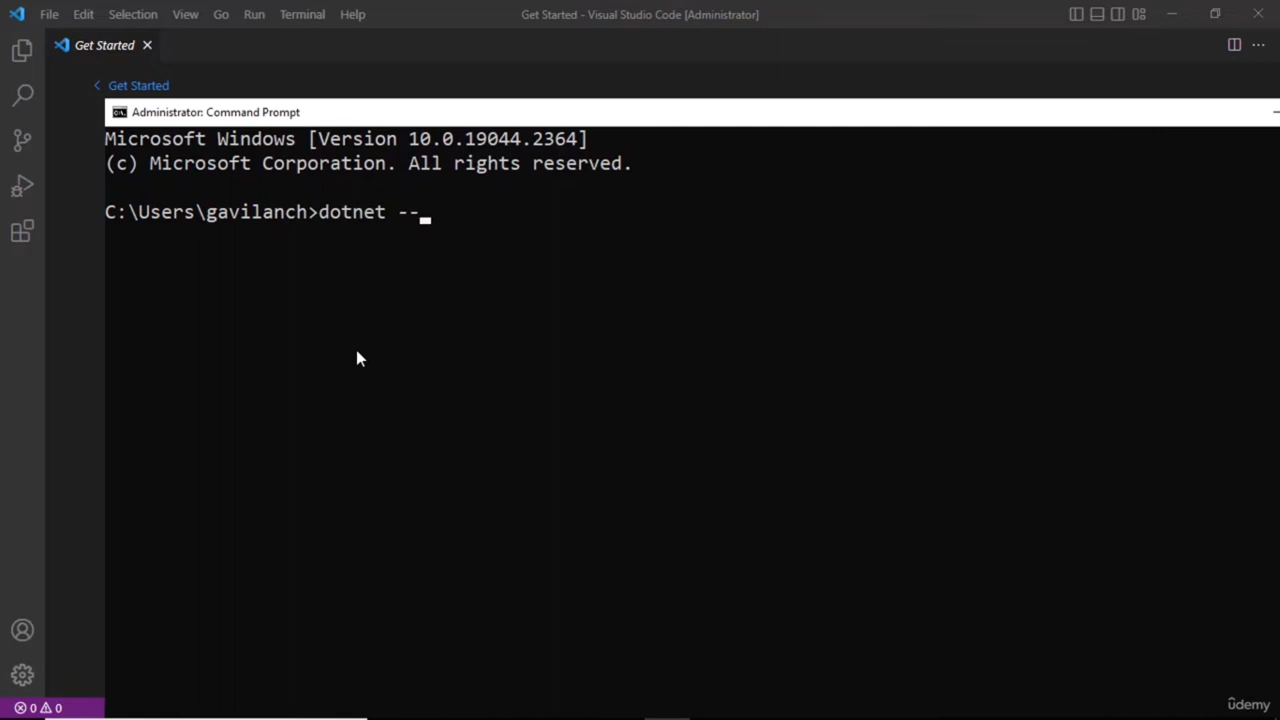 File Edit Selection View Go Run Terminal Help
Get Started - Visual Studio Code [Administrator]
Get Started
Get Started
Administrator: Command Prompt
Microsoft Windows [Version 10.0.19044.2364]
(c) Microsoft Corporation. All rights reserved.
C:\Users\gavilanch>dotnet --
0 0
ûdemy